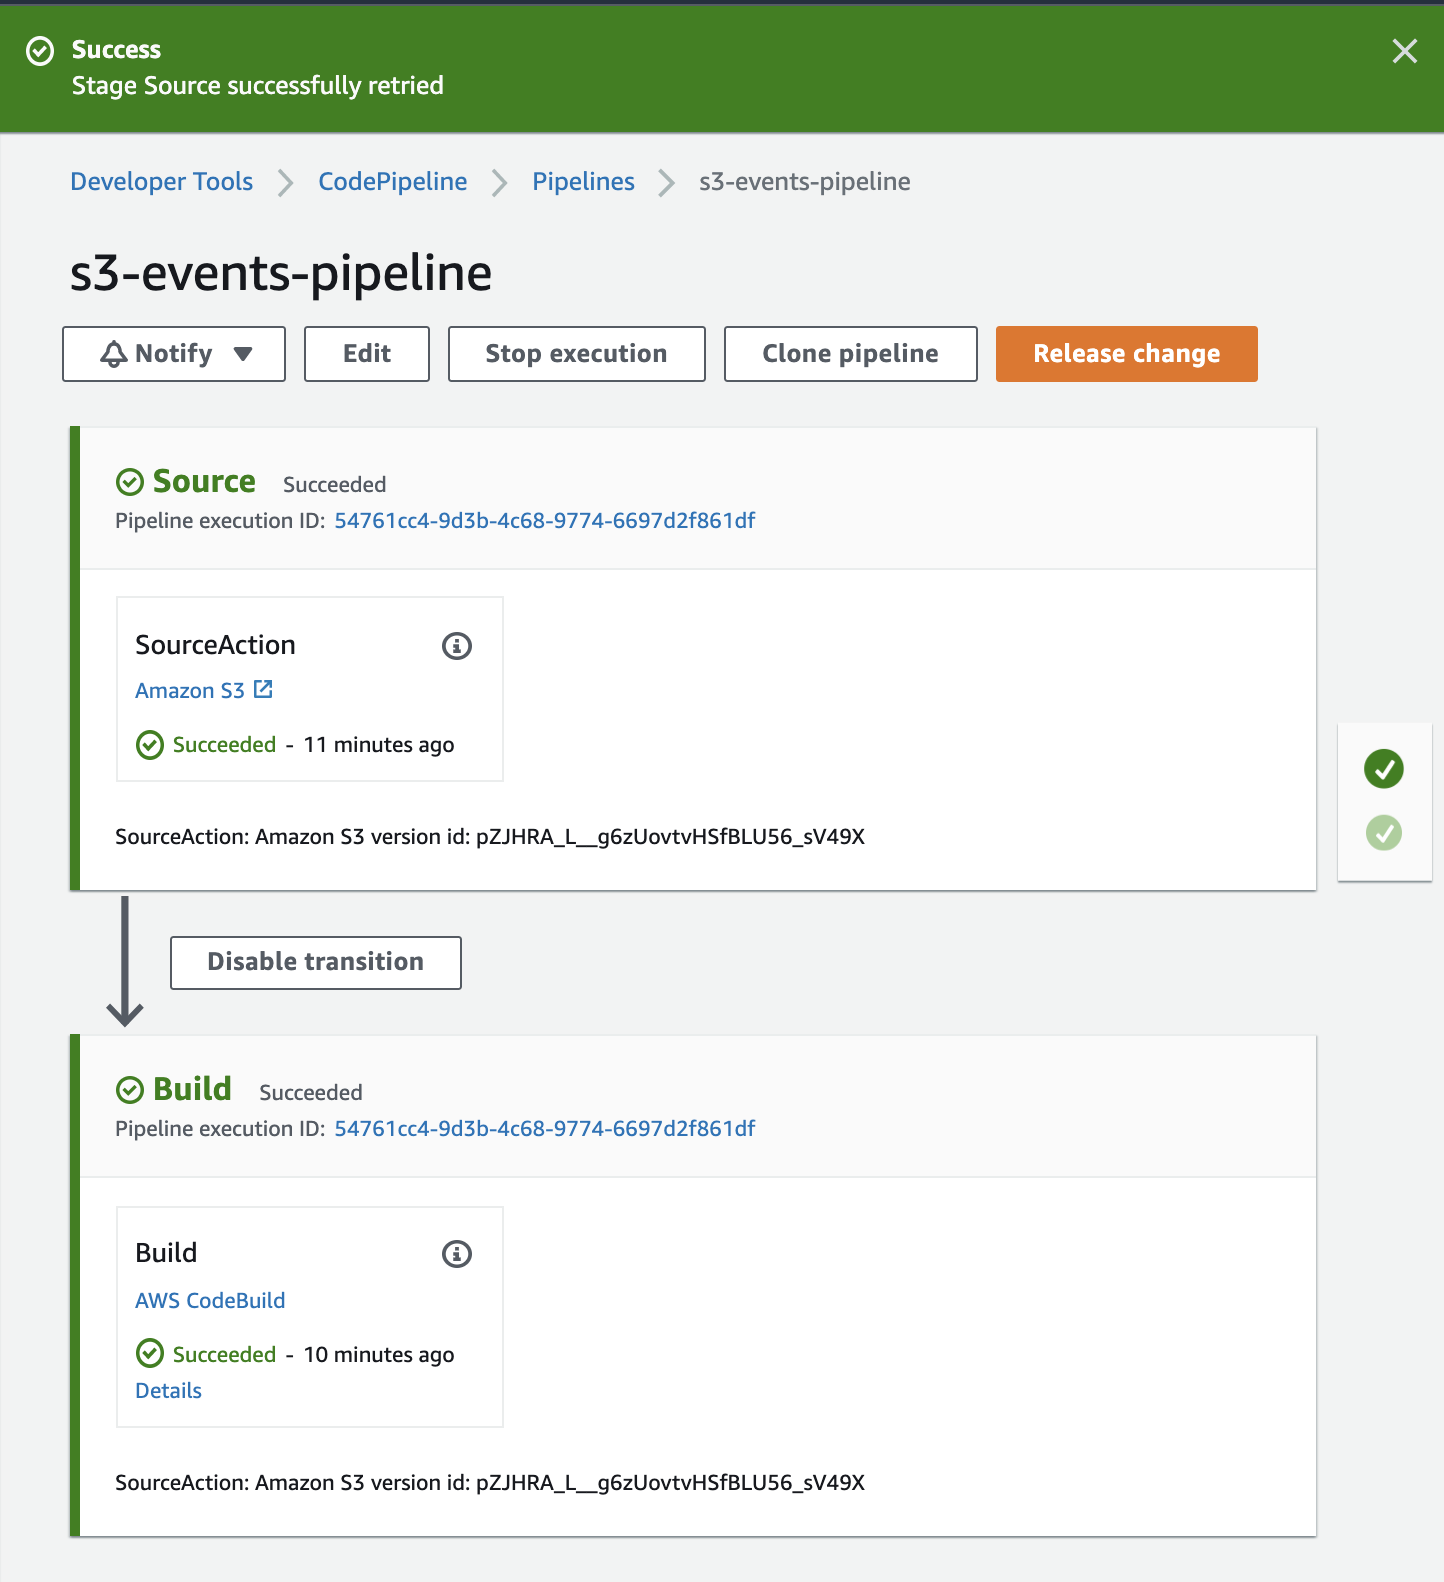 Success
Stage Source successfully retried
Developer Tools CodePipeline Pipelines s3-events-pipeline
s3-events-pipeline
Notify Edit Stop execution Clone pipeline Release change
Source Succeeded
Pipeline execution ID: 54761cc4-9d3b-4c68-9774-6697d2f861df
SourceAction
Amazon S3
Succeeded - 11 minutes ago
SourceAction: Amazon S3 version id: pZJHRA_L__g6zUovtvHSfBLU56_sV49X
Disable transition
Build Succeeded
Pipeline execution ID: 54761cc4-9d3b-4c68-9774-6697d2f861df
Build
AWS CodeBuild
Succeeded - 10 minutes ago
Details
SourceAction: Amazon S3 version id: pZJHRA_L__g6zUovtvHSfBLU56_sV49X